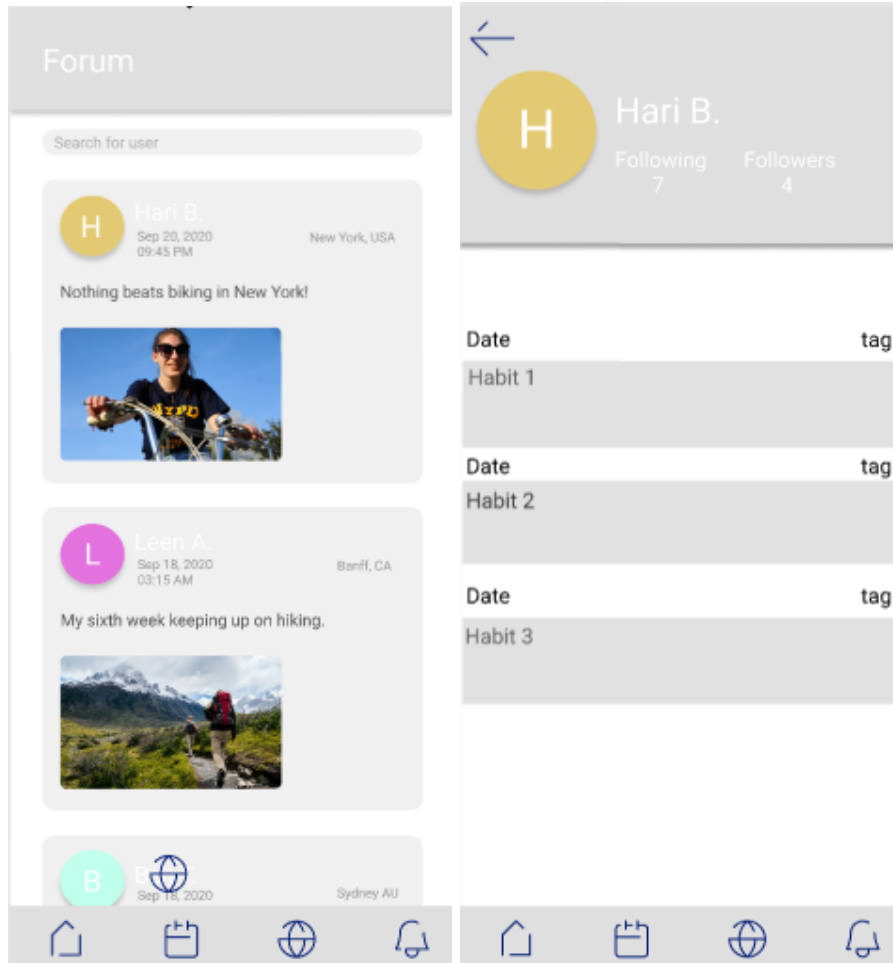 Forum
Search for user
H
Hari B.
Sep 20, 2020
09:45 PM
New York, USA
Nothing beats biking in New York!
NYPD
L
Leen A.
Sep 18, 2020
03:15 AM
Banff, CA
My sixth week keeping up on hiking.
B
Sep 18, 2020
Sydney AU
H
Hari B.
Following
7
Followers
4
Date
tag
Habit 1
Date
tag
Habit 2
Date
tag
Habit 3